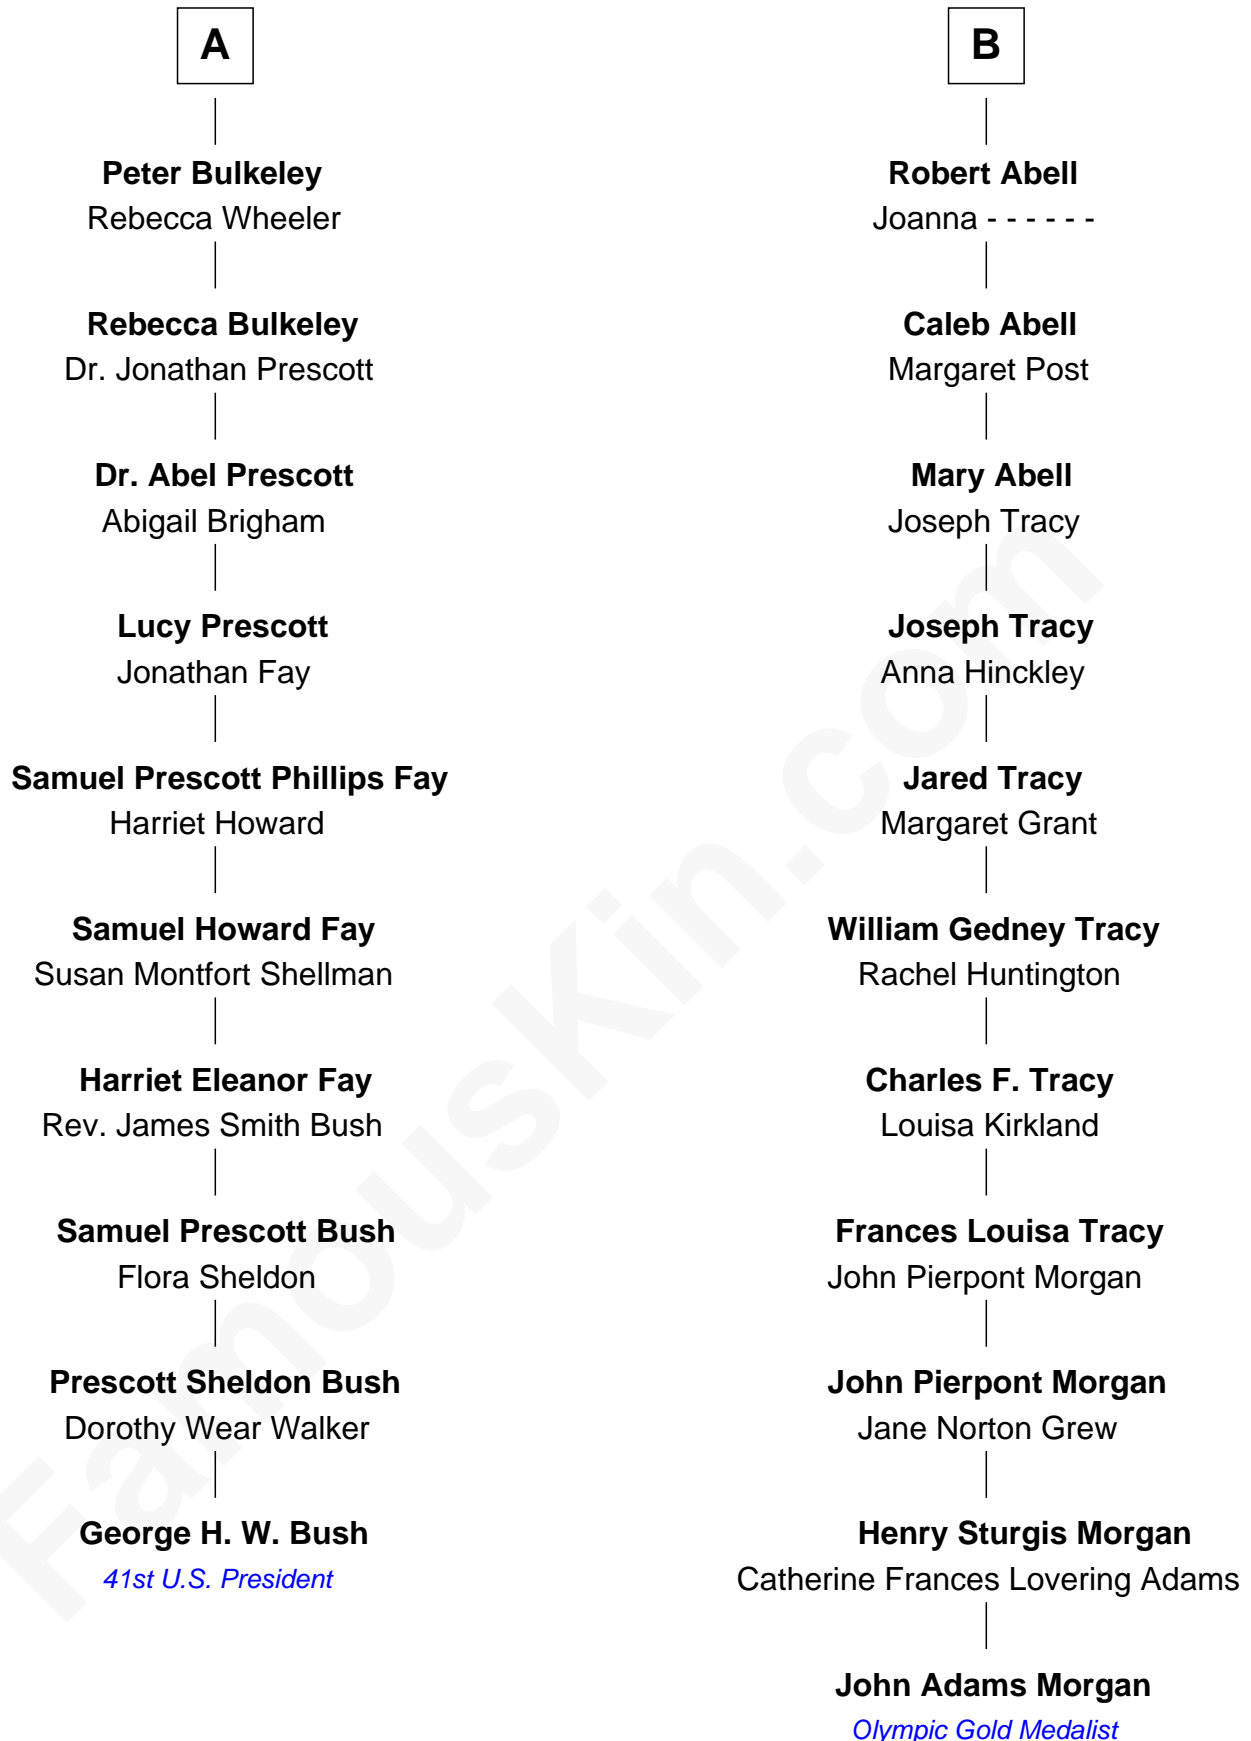 A
Peter Bulkeley
Rebecca Wheeler
Rebecca Bulkeley
Dr. Jonathan Prescott
Dr. Abel Prescott
Abigail Brigham
Lucy Prescott
Jonathan Fay
Samuel Prescott Phillips Fay
Harriet Howard
Samuel Howard Fay
Susan Montfort Shellman
Harriet Eleanor Fay
Rev. James Smith Bush
Samuel Prescott Bush
Flora Sheldon
Prescott Sheldon Bush
Dorothy Wear Walker
George H. W. Bush
41st U.S. President
B
Robert Abell
Joanna - - - - - -
Caleb Abell
Margaret Post
Mary Abell
Joseph Tracy
Joseph Tracy
Anna Hinckley
Jared Tracy
Margaret Grant
William Gedney Tracy
Rachel Huntington
Charles F. Tracy
Louisa Kirkland
Frances Louisa Tracy
John Pierpont Morgan
John Pierpont Morgan
Jane Norton Grew
Henry Sturgis Morgan
Catherine Frances Lovering Adams
John Adams Morgan
Olympic Gold Medalist
FamousKin.com